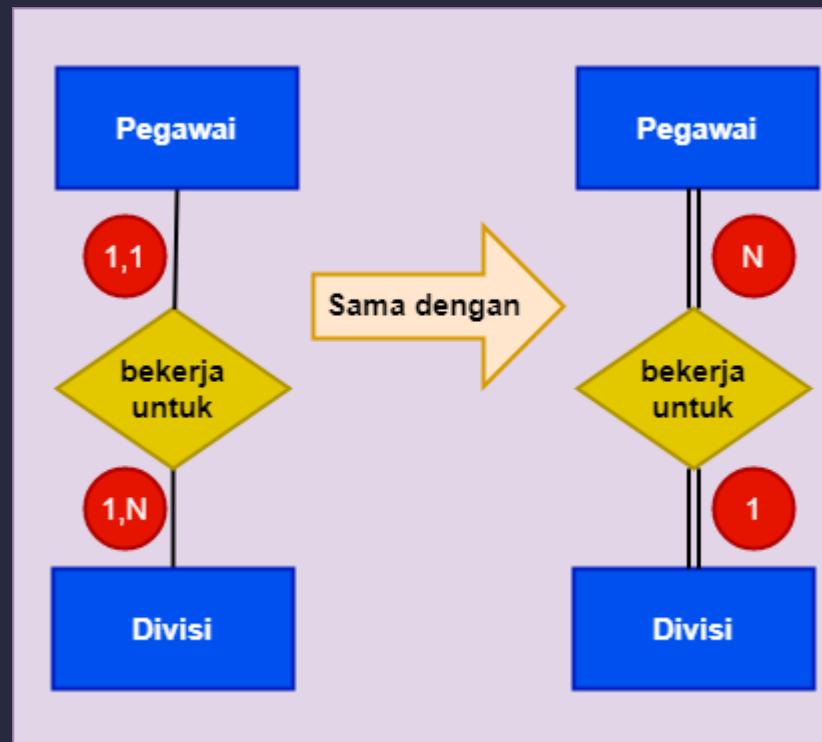 Pegawai
Pegawai
1,1
N
Sama dengan
bekerja
untuk
bekerja
untuk
1,N
1
Divisi
Divisi